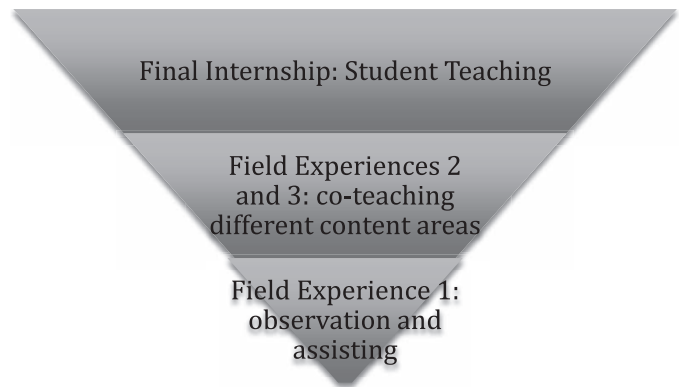 Final Internship: Student Teaching
Field Experiences 2
and 3: co-teaching
different content areas
Field Experience 1:
observation and
assisting